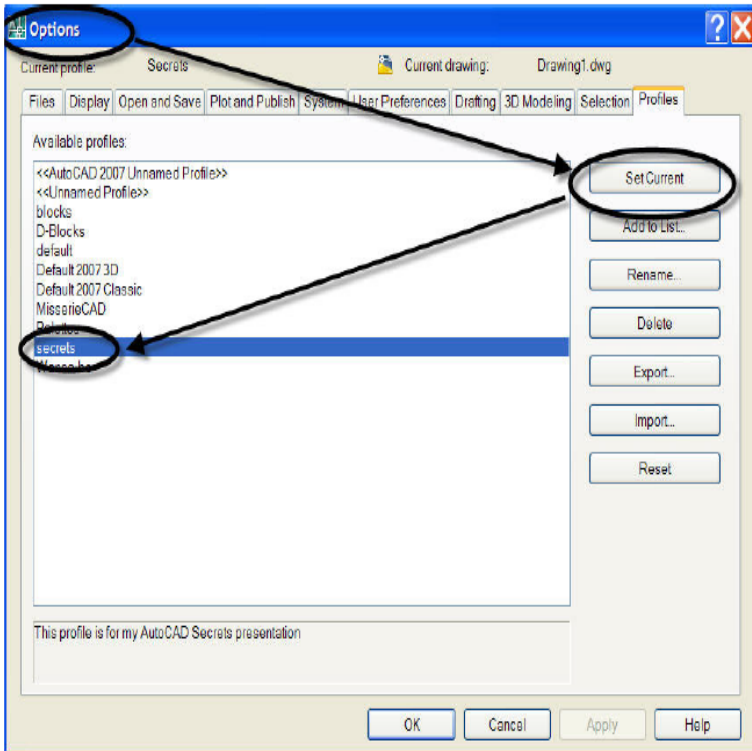 Options
Current profile: Secrets Current drawing: Drawing1.dwg
Files Display Open and Save Plot and Publish System User Preferences Drafting 3D Modeling Selection Profiles
Available profiles:
<<AutoCAD 2007 Unnamed Profile>>
<<Unnamed Profile>>
blocks
D-Blocks
default
Default 2007 3D
Default 2007 Classic
MisserieCAD
Palettes
secrets
Set Current
Add to List...
Rename...
Delete
Export...
Import...
Reset
This profile is for my AutoCAD Secrets presentation
OK Cancel Apply Help